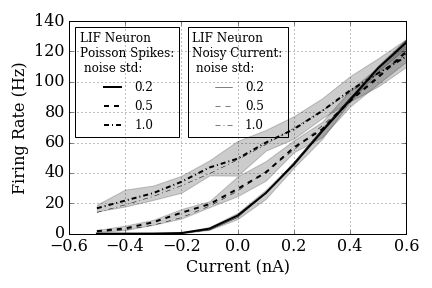 140
120
100
80
60
40
20
0
Firing Rate (Hz)
LIF Neuron
Poisson Spikes:
noise std:
0.2
0.5
1.0
LIF Neuron
Noisy Current:
noise std:
0.2
0.5
1.0
−0.6 −0.4 −0.2 0.0 0.2 0.4 0.6
Current (nA)